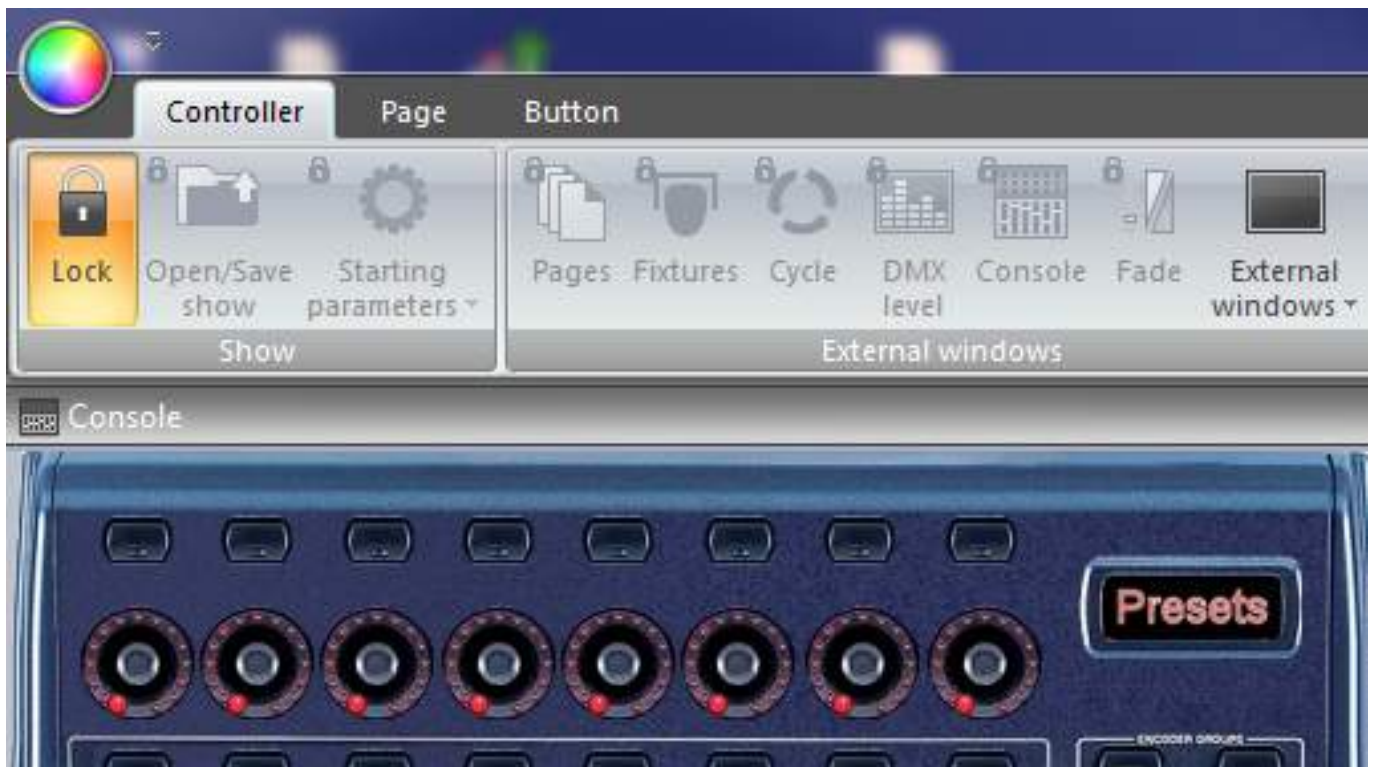 Controller Page Button
Lock Open/Save Starting Pages Fixtures Cycle DMX Console Fade External
show parameters level windows
Show External windows
Console
Presets
ENCODER GROUPS